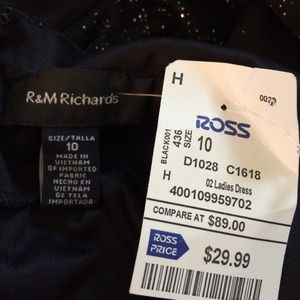 R&M Richards
SIZE/TALLA
10
MADE IN
VIETNAM
OF IMPORTED
FABRIC
HECHO EN
VIETNAM
DE TELA
IMPORTADA
H
ROSS
BLACK001
436
SIZE
10
D1028 C1618
H
02 Ladies Dress
400109959702
COMPARE AT $89.00
ROSS
PRICE
$29.99